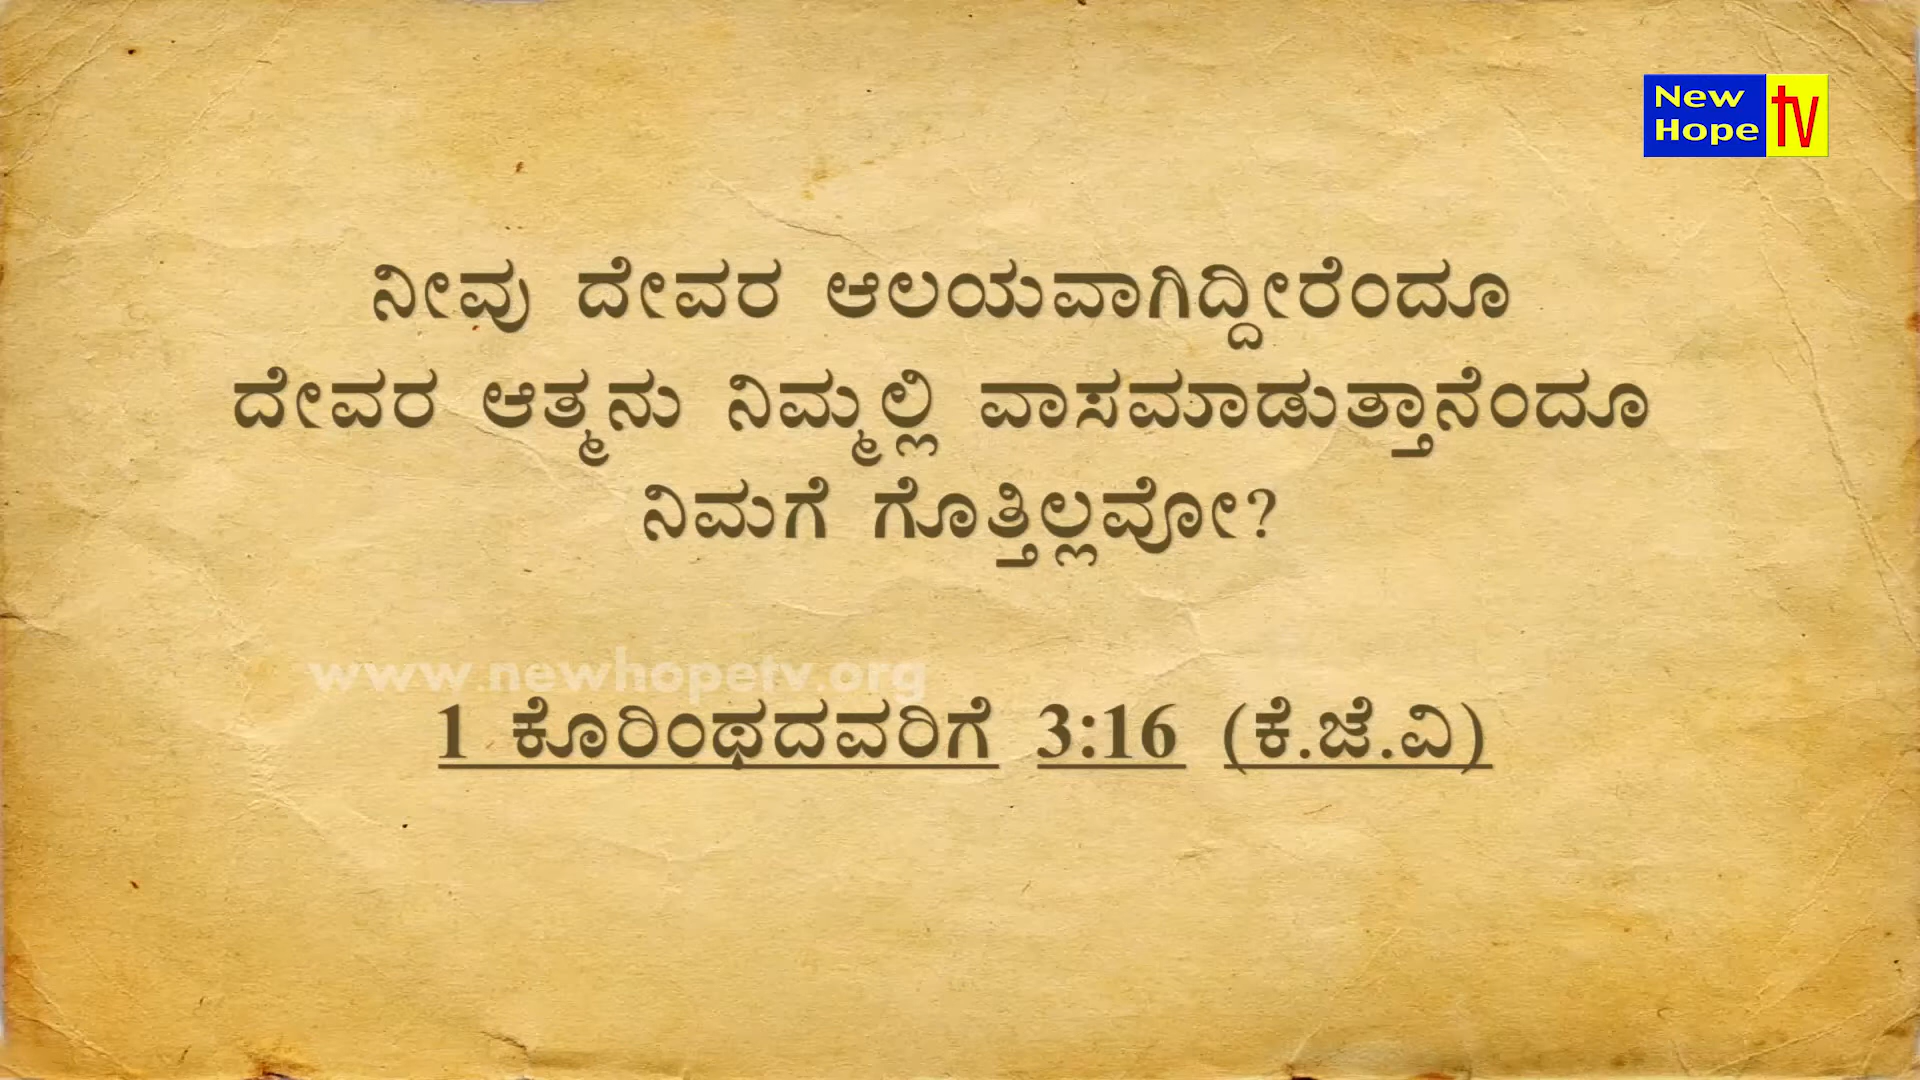 New
Hope
tv
ನೀವು ದೇವರ ಆಲಯವಾಗಿದ್ದೀರೆಂದೂ
ದೇವರ ಆತ್ಮನು ನಿಮ್ಮಲ್ಲಿ ವಾಸಮಾಡುತ್ತಾನೆಂದೂ
ನಿಮಗೆ ಗೊತ್ತಿಲ್ಲವೋ?
www.newhopetv.org
1 ಕೊರಿಂಥದವರಿಗೆ 3:16 (ಕೆ.ಜೆ.ವಿ)